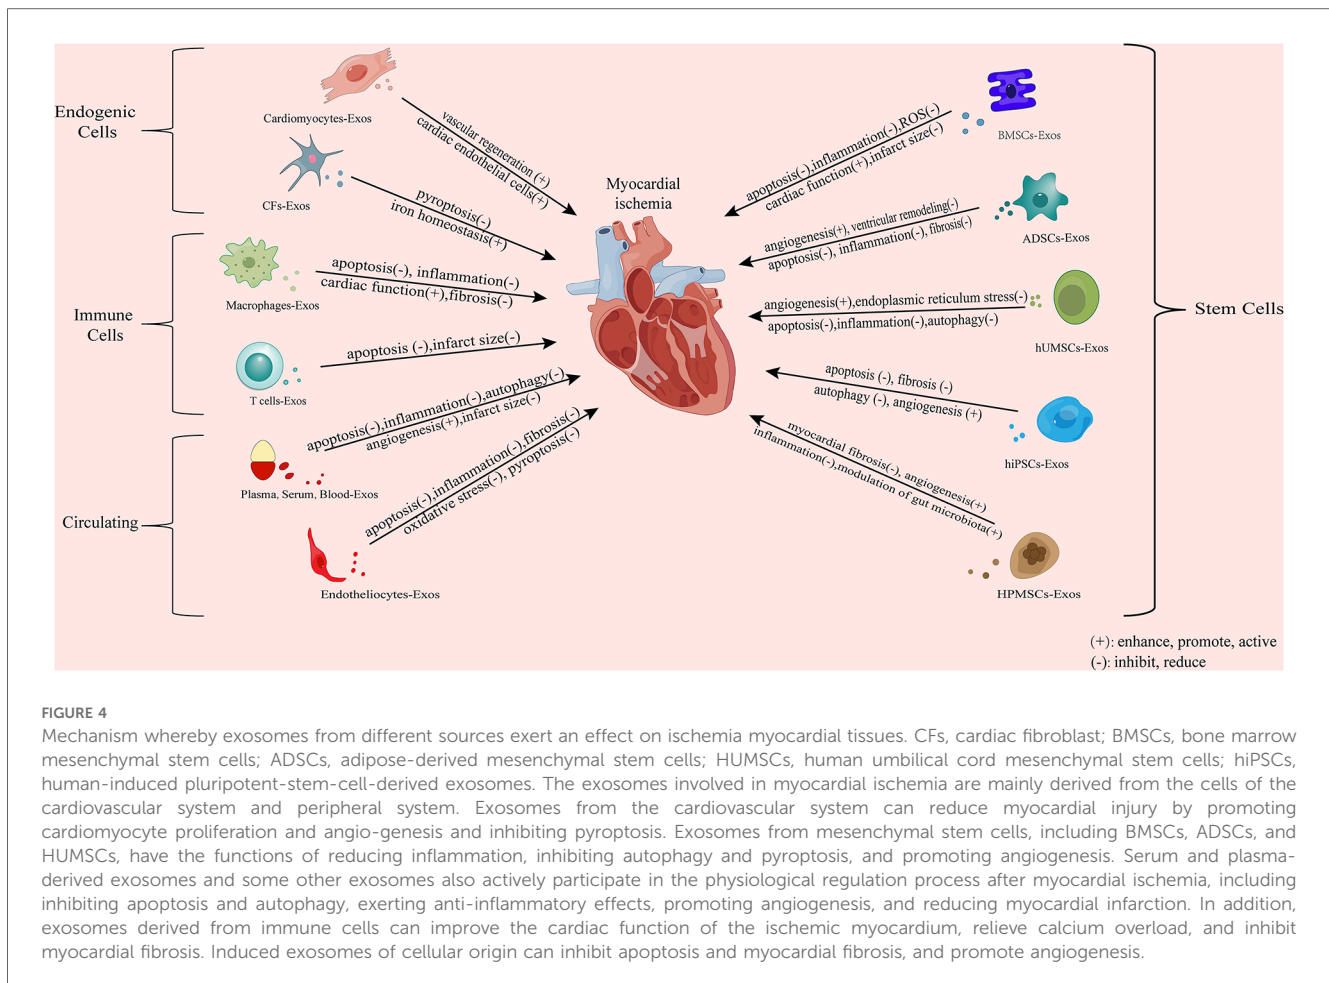 Endogenic
Cells
Cardiomyocytes-Exos
vascular regeneration (+)
cardiac endothelial cells(+)
CFs-Exos
pyroptosis(-)
iron homeostasis(+)
Immune
Cells
Macrophages-Exos
apoptosis(-), inflammation(-)
cardiac function(+),fibrosis(-)
T cells-Exos
apoptosis (-),infarct size(-)
Circulating
Plasma, Serum, Blood-Exos
apoptosis(-),inflammation(-),autophagy(-)
angiogenesis(+),infarct size(-)
Endotheliocytes-Exos
apoptosis(-),inflammation(-),fibrosis(-)
oxidative stress(-), pyroptosis(-)
Myocardial
ischemia
BMSCs-Exos
apoptosis(-),inflammation(-),ROS(-)
cardiac function(+),infarct size(-)
ADSCs-Exos
angiogenesis(+), ventricular remodeling(-)
apoptosis(-), inflammation(-), fibrosis(-)
hUMSCs-Exos
angiogenesis(+),endoplasmic reticulum stress(-)
apoptosis(-),inflammation(-),autophagy(-)
hiPSCs-Exos
apoptosis (-), fibrosis (-)
autophagy (-), angiogenesis (+)
HPMSCs-Exos
myocardial fibrosis(-), angiogenesis(+)
inflammation(-),modulation of gut microbiota(+)
Stem Cells
(+): enhance, promote, active
(-): inhibit, reduce
FIGURE 4
Mechanism whereby exosomes from different sources exert an effect on ischemia myocardial tissues. CFs, cardiac fibroblast; BMSCs, bone marrow
mesenchymal stem cells; ADSCs, adipose-derived mesenchymal stem cells; HUMSCs, human umbilical cord mesenchymal stem cells; hiPSCs,
human-induced pluripotent-stem-cell-derived exosomes. The exosomes involved in myocardial ischemia are mainly derived from the cells of the
cardiovascular system and peripheral system. Exosomes from the cardiovascular system can reduce myocardial injury by promoting
cardiomyocyte proliferation and angio-genesis and inhibiting pyroptosis. Exosomes from mesenchymal stem cells, including BMSCs, ADSCs, and
HUMSCs, have the functions of reducing inflammation, inhibiting autophagy and pyroptosis, and promoting angiogenesis. Serum and plasma-
derived exosomes and some other exosomes also actively participate in the physiological regulation process after myocardial ischemia, including
inhibiting apoptosis and autophagy, exerting anti-inflammatory effects, promoting angiogenesis, and reducing myocardial infarction. In addition,
exosomes derived from immune cells can improve the cardiac function of the ischemic myocardium, relieve calcium overload, and inhibit
myocardial fibrosis. Induced exosomes of cellular origin can inhibit apoptosis and myocardial fibrosis, and promote angiogenesis.